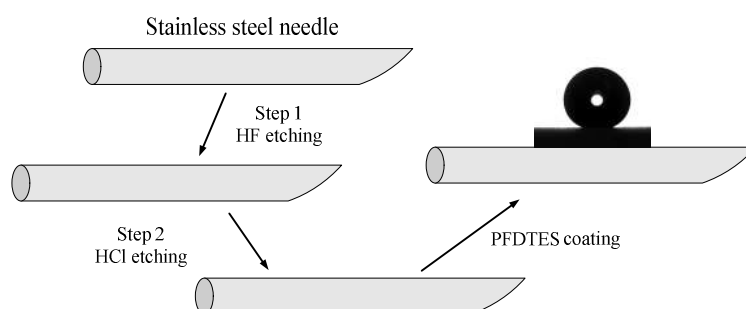 Stainless steel needle
Step 1
HF etching
Step 2
HCl etching
PFDTES coating